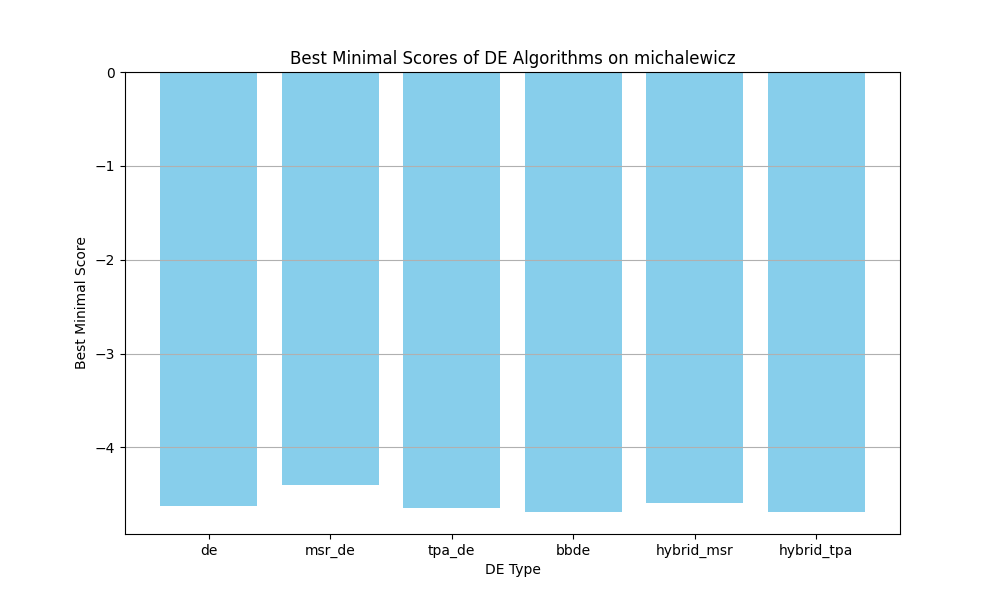 Best Minimal Scores of DE Algorithms on michalewicz
0
−1
−2
−3
−4
Best Minimal Score
de msr_de tpa_de bbde hybrid_msr hybrid_tpa
DE Type